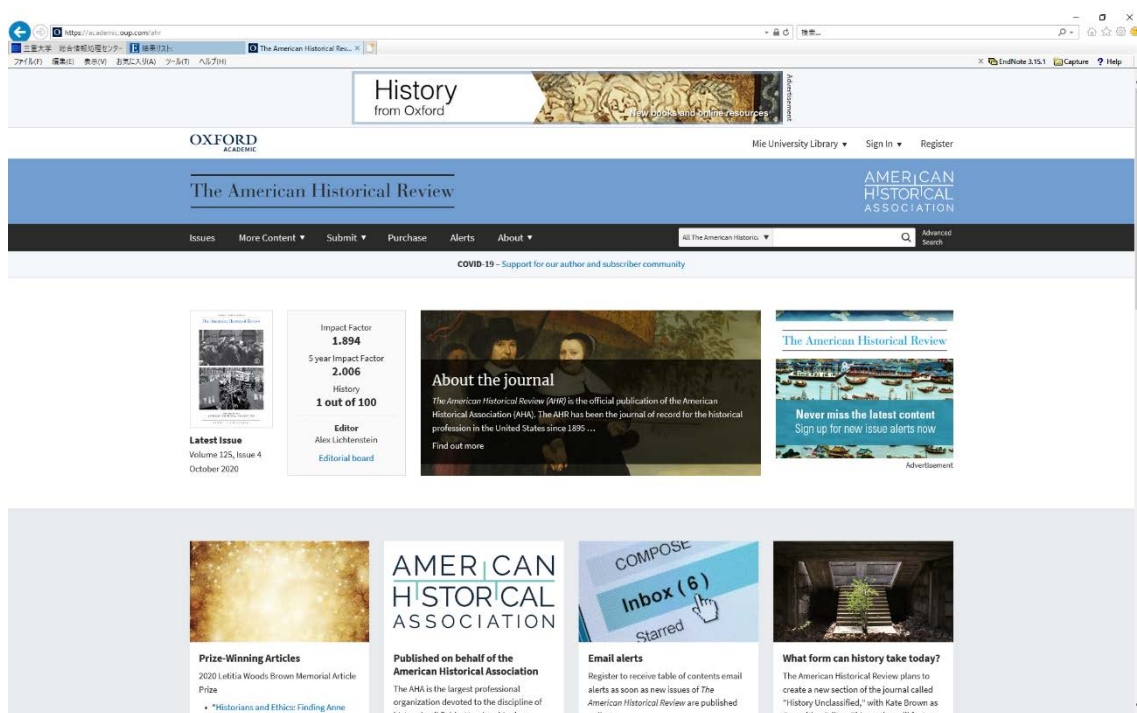 https://academic.oup.com/ahr
検索...
三重大学 総合情報処理センター
結果リスト:
The American Historical Rev... ×
ファイル(F) 編集(E) 表示(V) お気に入り(A) ツール(T) ヘルプ(H)
× EndNote 3.15.1 Capture ? Help
History
from Oxford
New books and online resources
Advertisement
OXFORD
ACADEMIC
Mie University Library ▼ Sign In ▼ Register
The American Historical Review
AMERICAN
HISTORICAL
ASSOCIATION
Issues More Content ▼ Submit ▼ Purchase Alerts About ▼
All The American Historica ▼
Advanced
Search
COVID-19 – Support for our author and subscriber community
The American Historical Review
Latest Issue
Volume 125, Issue 4
October 2020
Impact Factor
1.894
5 year Impact Factor
2.006
History
1 out of 100
Editor
Alex Lichtenstein
Editorial board
About the journal
The American Historical Review (AHR) is the official publication of the American
Historical Association (AHA). The AHR has been the journal of record for the historical
profession in the United States since 1895 ...
Find out more
The American Historical Review
Never miss the latest content
Sign up for new issue alerts now
Advertisement
Prize-Winning Articles
2020 Letitia Woods Brown Memorial Article
Prize
• "Historians and Ethics: Finding Anne
AMERICAN
HISTORICAL
ASSOCIATION
Published on behalf of the
American Historical Association
The AHA is the largest professional
organization devoted to the discipline of
COMPOSE
Inbox (6)
Starred
Email alerts
Register to receive table of contents email
alerts as soon as new issues of The
American Historical Review are published
What form can history take today?
The American Historical Review plans to
create a new section of the journal called
"History Unclassified," with Kate Brown as